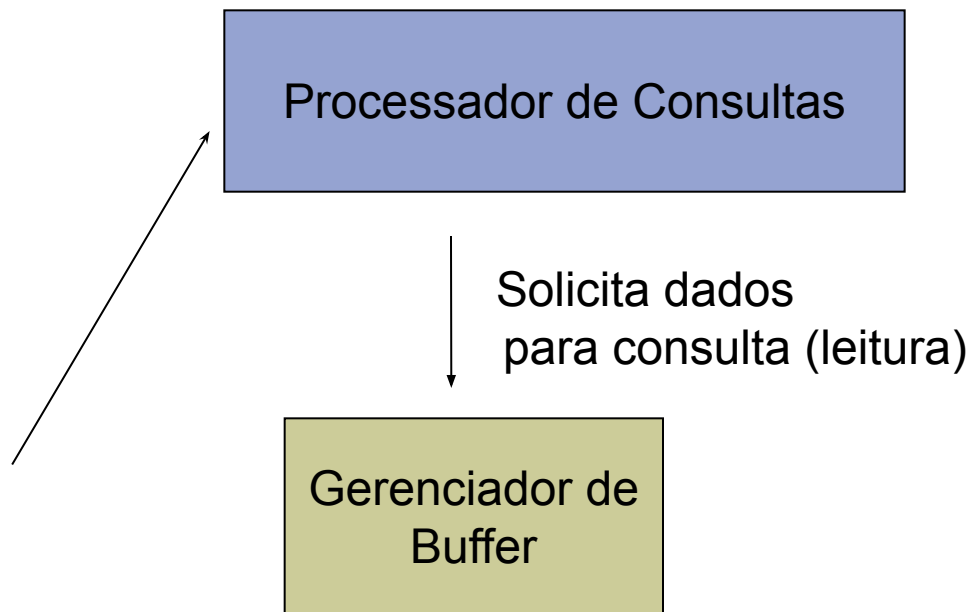 Processador de Consultas
Solicita dados
para consulta (leitura)
Gerenciador de
Buffer